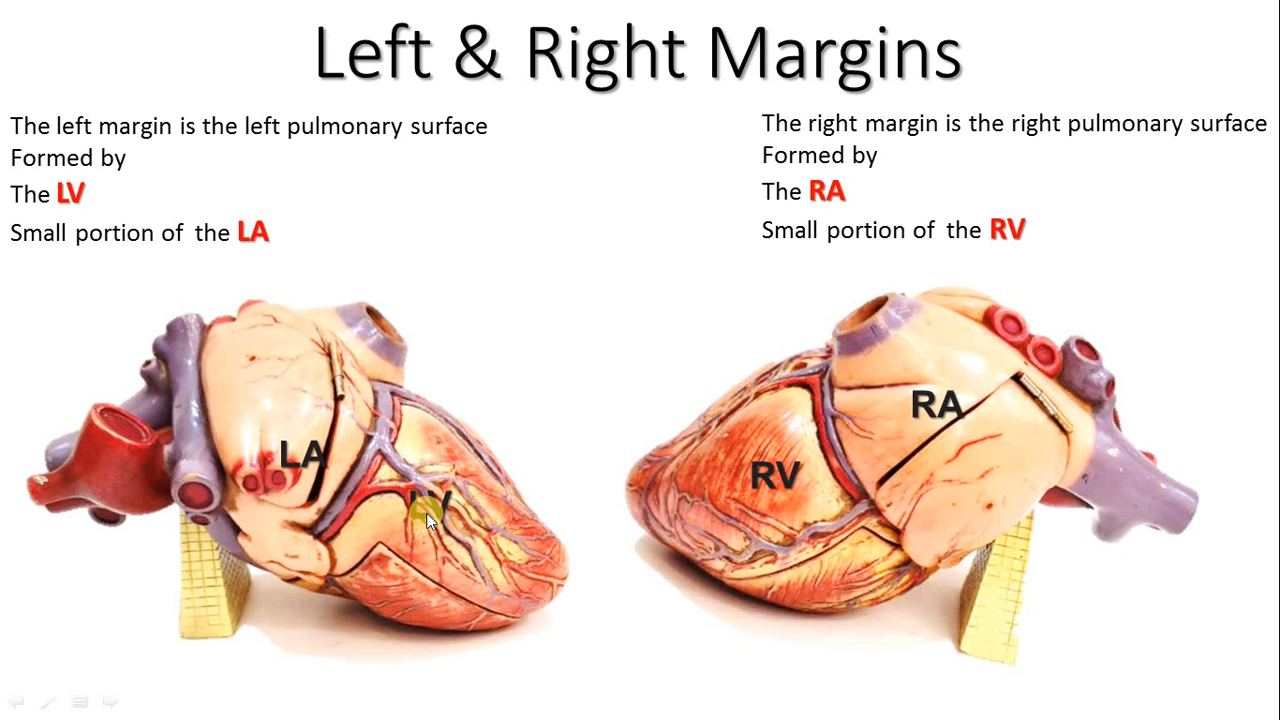 Left & Right Margins
The left margin is the left pulmonary surface
Formed by
The LV
Small portion of the LA
The right margin is the right pulmonary surface
Formed by
The RA
Small portion of the RV
LA
LV
RV
RA